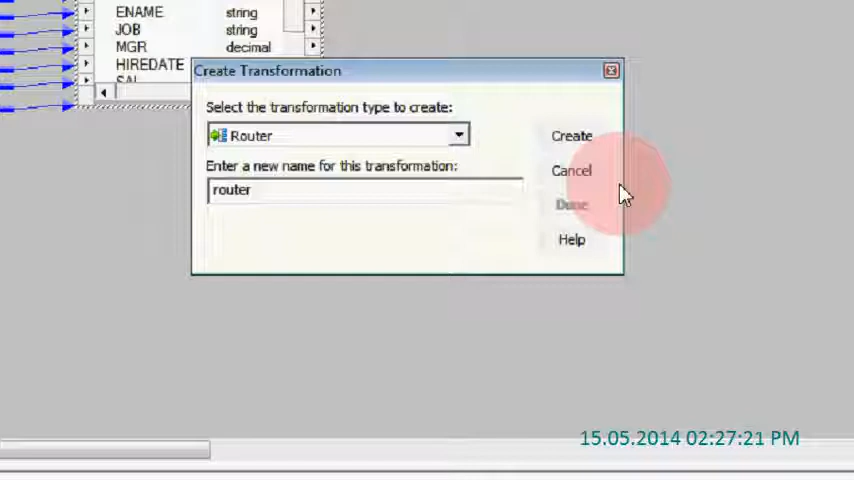 ENAME string
JOB string
MGR decimal
HIREDATE
SAL
Create Transformation
Select the transformation type to create:
Router
Create
Enter a new name for this transformation:
Cancel
router
Done
Help
15.05.2014 02:27:21 PM